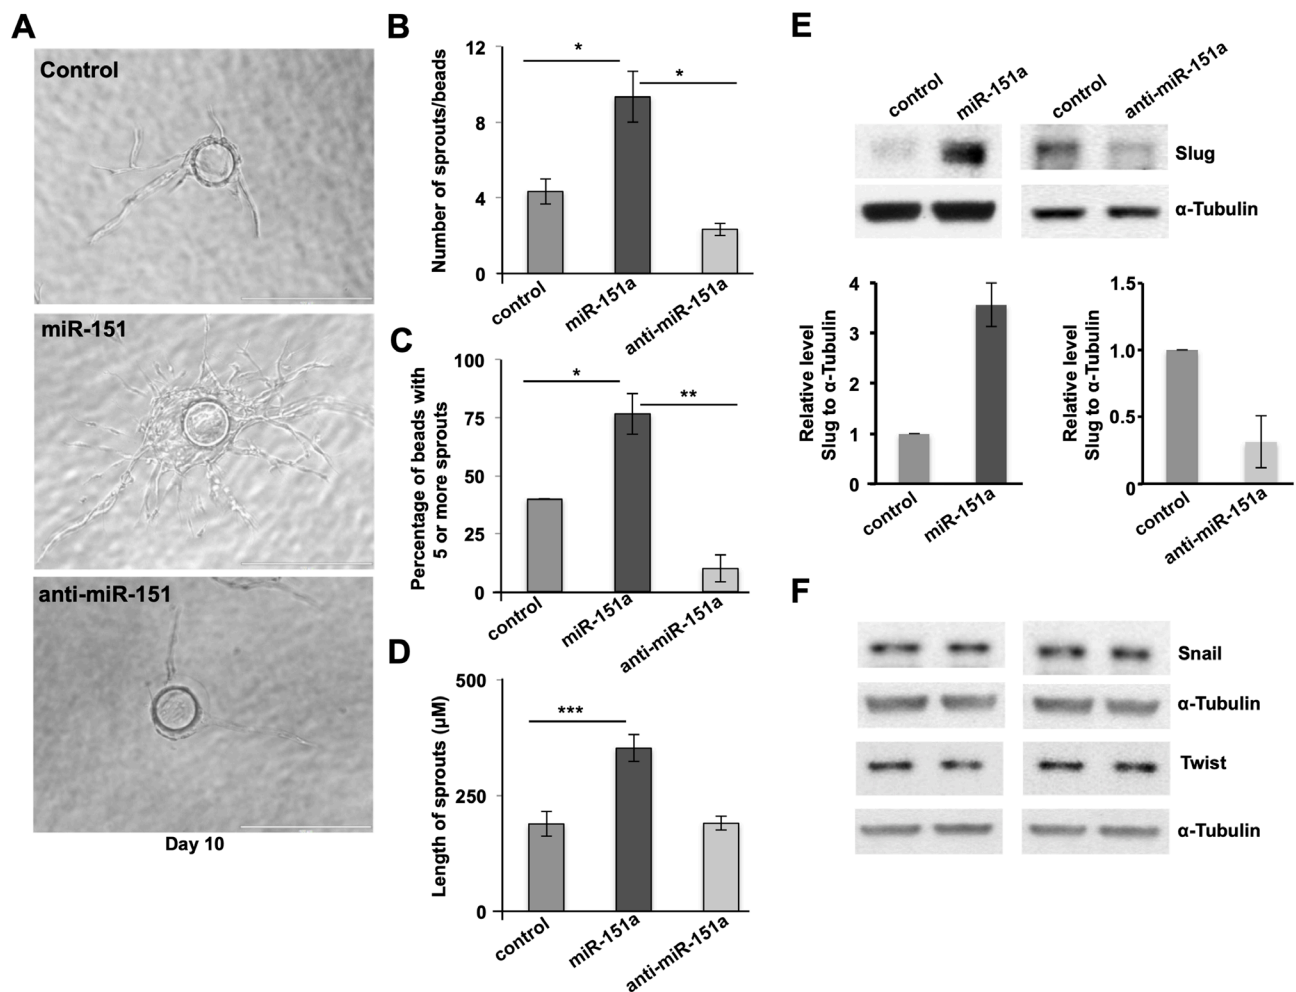 A
Control
miR-151
anti-miR-151
Day 10
B
Number of sprouts/beads
12
8
4
0
*
*
control
miR-151a
anti-miR-151a
C
Percentage of beads with
5 or more sprouts
100
75
50
25
0
*
**
control
miR-151a
anti-miR-151a
D
Length of sprouts (µM)
500
250
0
***
control
miR-151a
anti-miR-151a
E
control
miR-151a
control
anti-miR-151a
Slug
α-Tubulin
Relative level
Slug to α-Tubulin
4
3
2
1
0
control
miR-151a
Relative level
Slug to α-Tubulin
1.5
1.0
0.5
0
control
anti-miR-151a
F
Snail
α-Tubulin
Twist
α-Tubulin